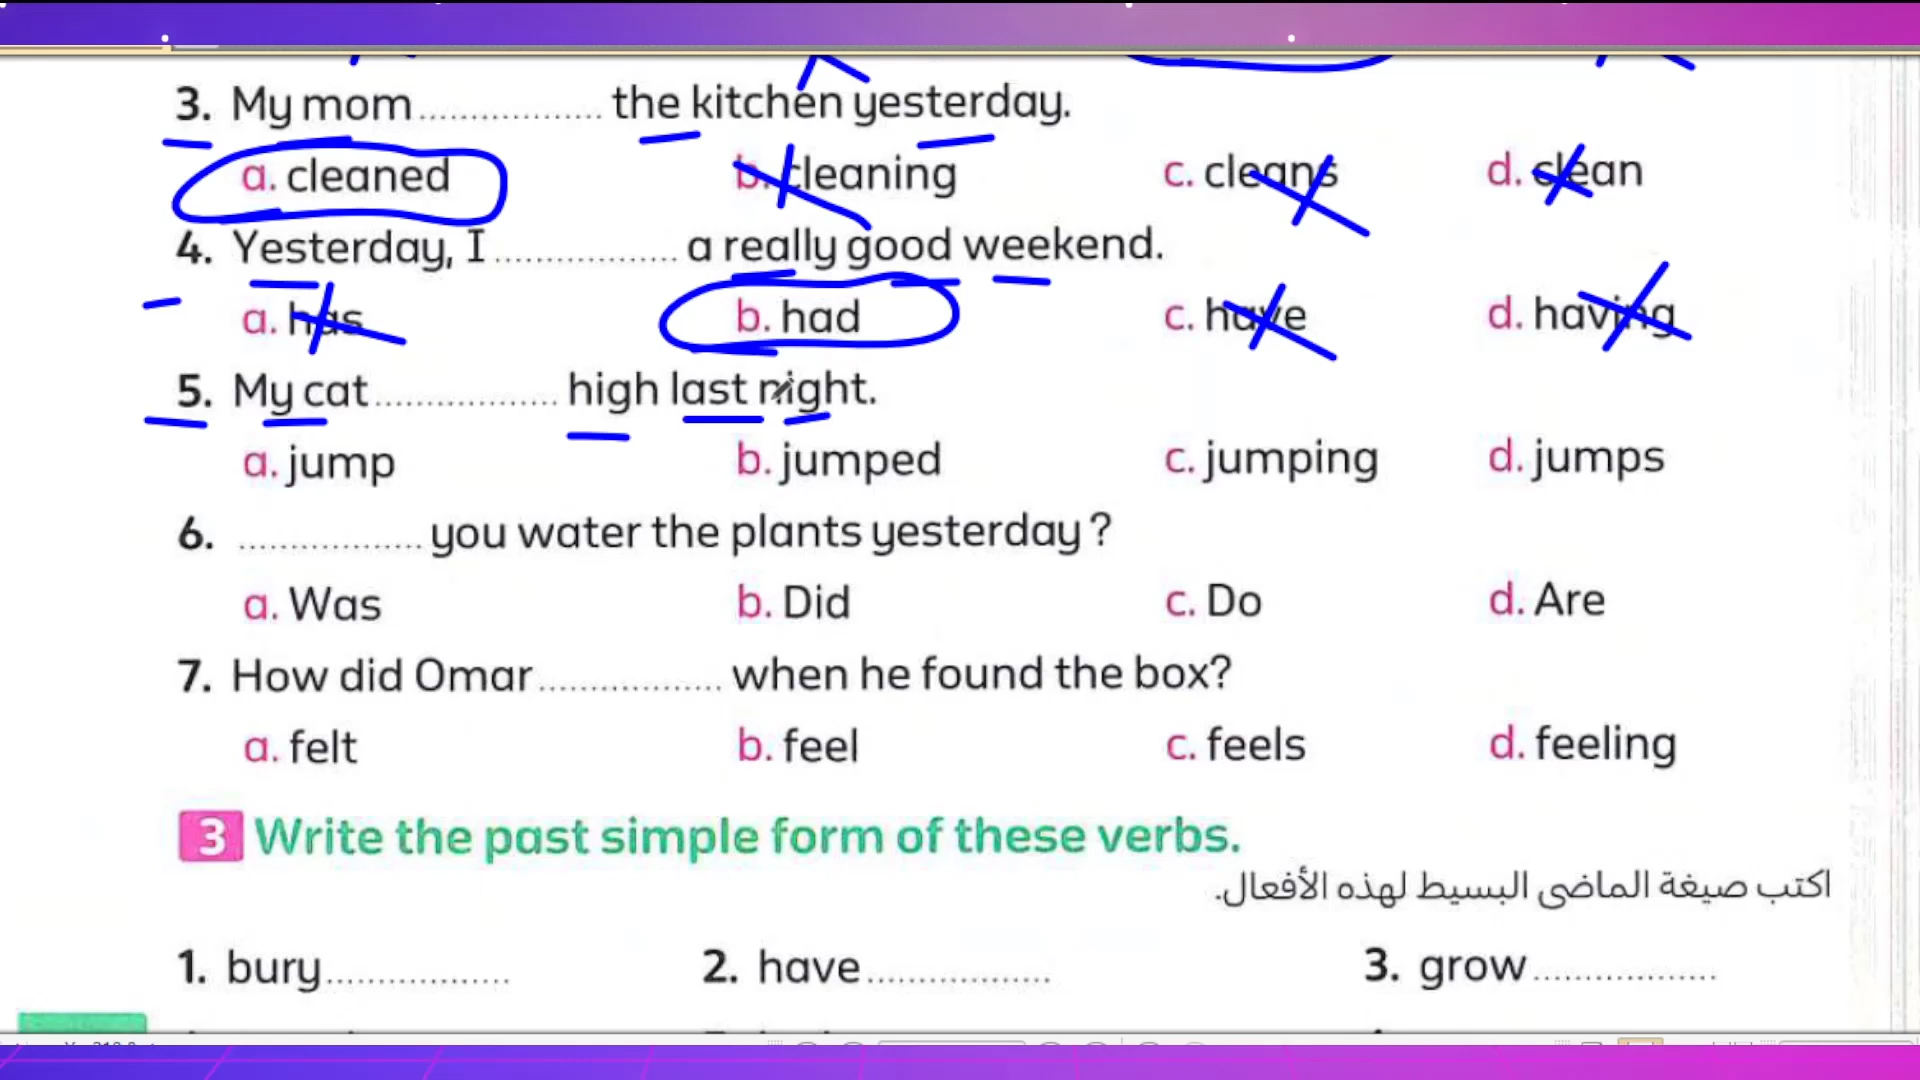 3. My mom .................. the kitchen yesterday.
a. cleaned b. cleaning c. cleans d. clean
4. Yesterday, I .................. a really good weekend.
a. has b. had c. have d. having
5. My cat .................. high last night.
a. jump b. jumped c. jumping d. jumps
6. .................. you water the plants yesterday ?
a. Was b. Did c. Do d. Are
7. How did Omar .................. when he found the box?
a. felt b. feel c. feels d. feeling
3 Write the past simple form of these verbs.
اكتب صيغة الماضى البسيط لهذه الأفعال.
1. bury .................. 2. have .................. 3. grow ..................